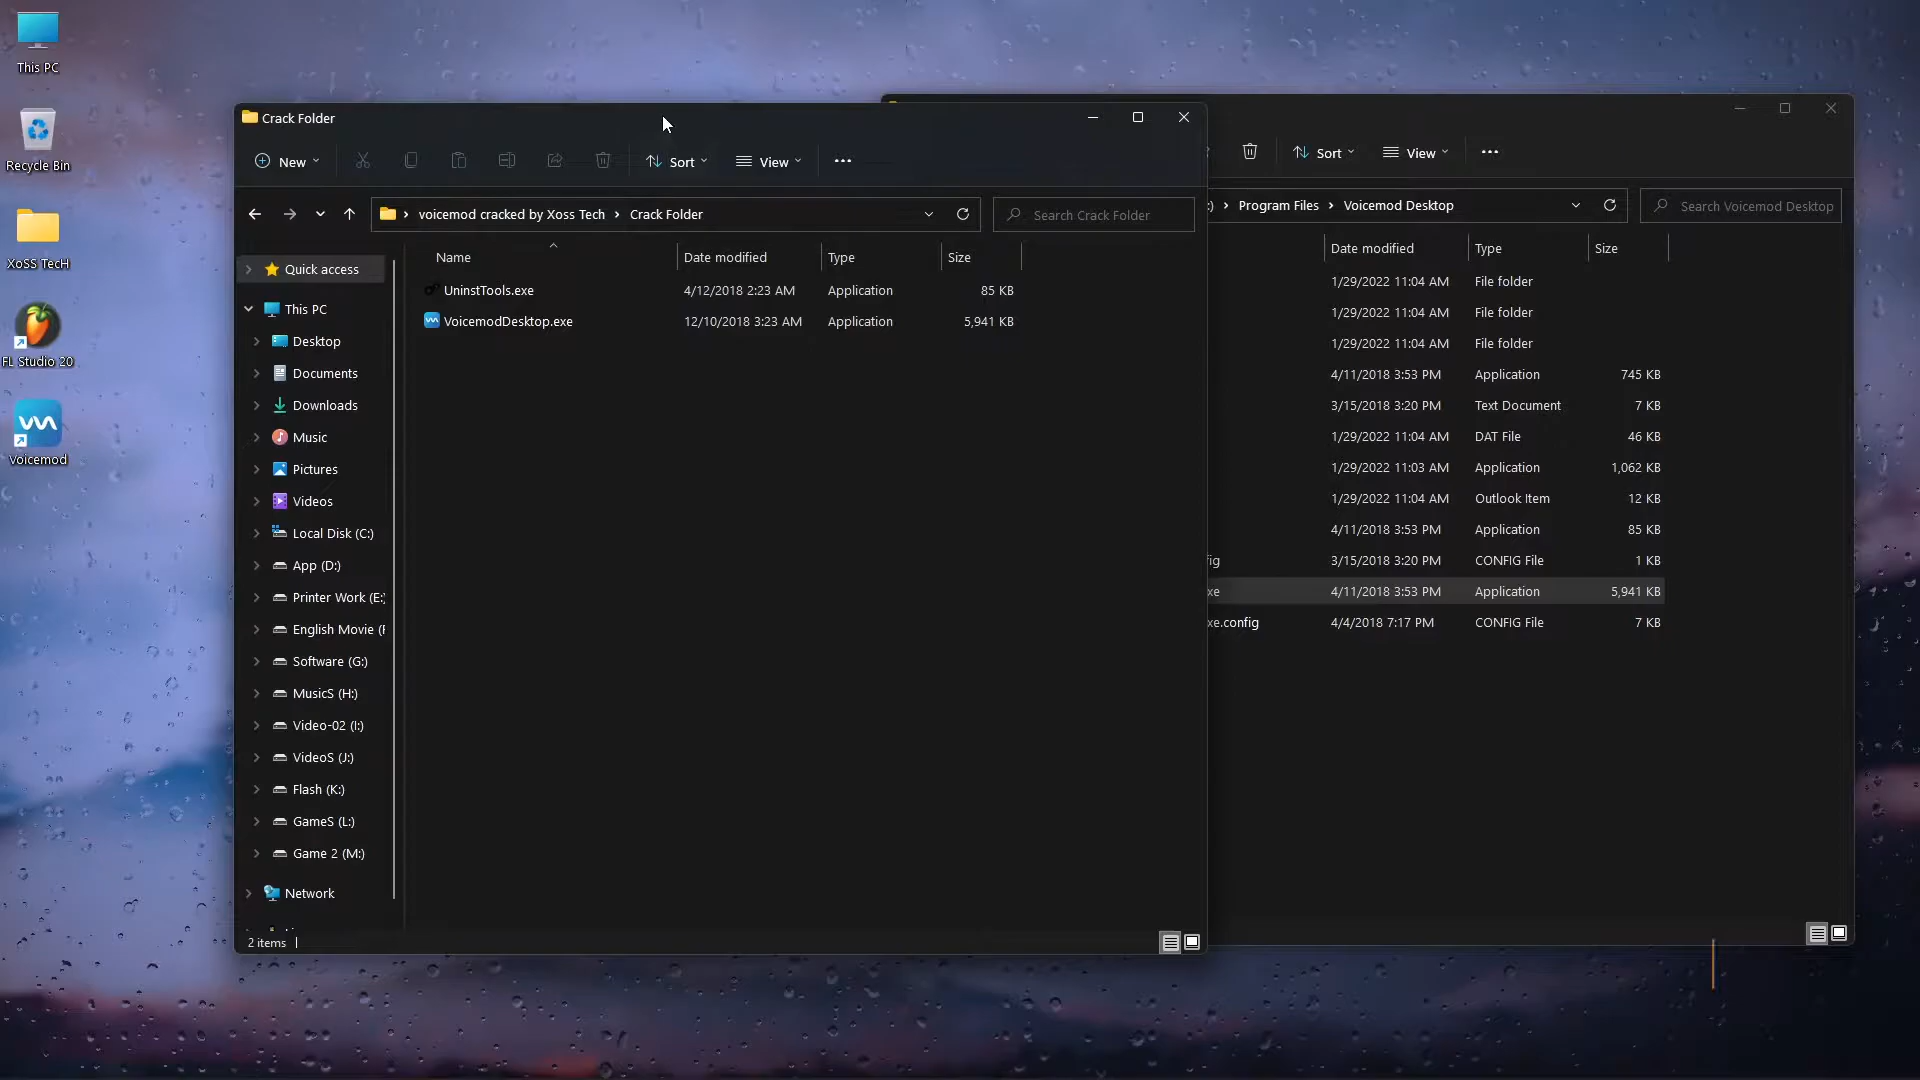 This PC
Recycle Bin
XoSS TecH
FL Studio 20
Voicemod
Crack Folder
New
Sort
View
voicemod cracked by Xoss Tech > Crack Folder
Search Crack Folder
Name Date modified Type Size
UninstTools.exe 4/12/2018 2:23 AM Application 85 KB
VoicemodDesktop.exe 12/10/2018 3:23 AM Application 5,941 KB
Quick access
This PC
Desktop
Documents
Downloads
Music
Pictures
Videos
Local Disk (C:)
App (D:)
Printer Work (E:)
English Movie (F
Software (G:)
MusicS (H:)
Video-02 (I:)
VideoS (J:)
Flash (K:)
GameS (L:)
Game 2 (M:)
Network
2 items
Sort
View
:) > Program Files > Voicemod Desktop
Search Voicemod Desktop
Date modified Type Size
1/29/2022 11:04 AM File folder
1/29/2022 11:04 AM File folder
1/29/2022 11:04 AM File folder
4/11/2018 3:53 PM Application 745 KB
3/15/2018 3:20 PM Text Document 7 KB
1/29/2022 11:04 AM DAT File 46 KB
1/29/2022 11:03 AM Application 1,062 KB
1/29/2022 11:04 AM Outlook Item 12 KB
4/11/2018 3:53 PM Application 85 KB
ig 3/15/2018 3:20 PM CONFIG File 1 KB
xe 4/11/2018 3:53 PM Application 5,941 KB
xe.config 4/4/2018 7:17 PM CONFIG File 7 KB